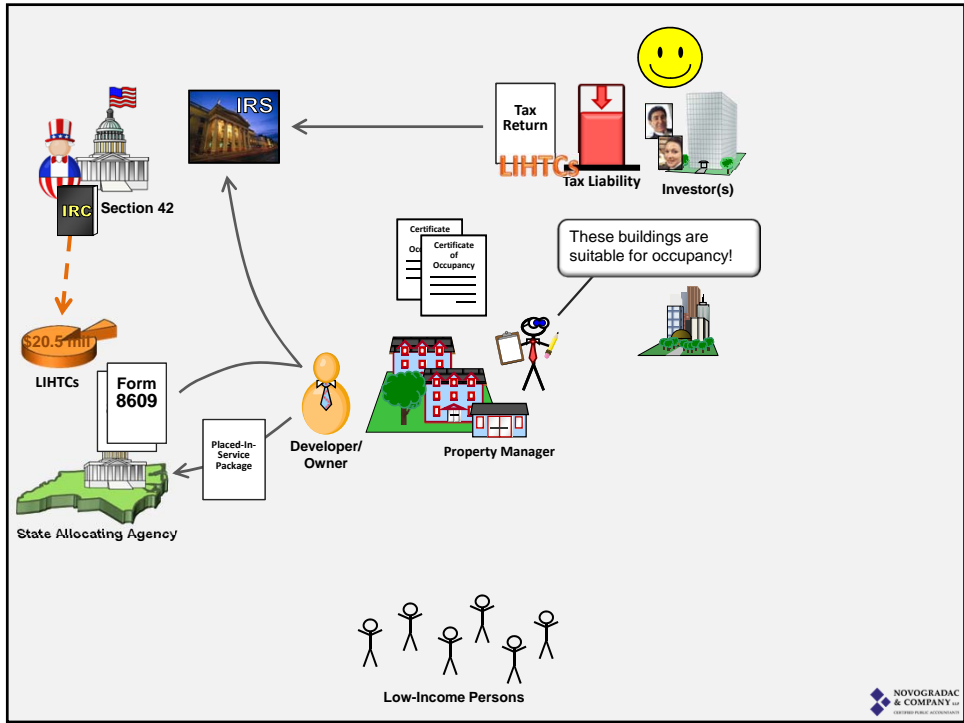 IRS
Tax
Return
LIHTCs
Tax Liability
Investor(s)
IRC
Section 42
Certificate
Certificate
of
Occupancy
These buildings are
suitable for occupancy!
$20.5 mil
LIHTCs
Form
8609
Placed-In-
Service
Package
Developer/
Owner
Property Manager
State Allocating Agency
Low-Income Persons
NOVOGRADAC
& COMPANY LLP
CERTIFIED PUBLIC ACCOUNTANTS